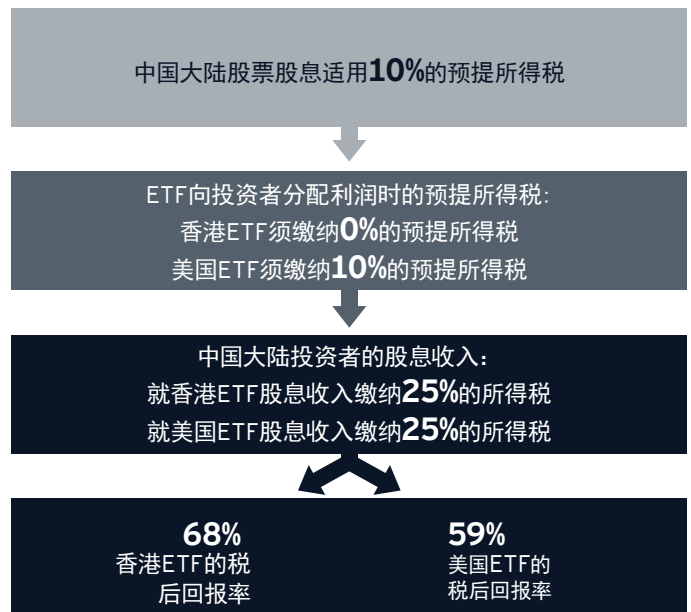 中国大陆股票股息适用10%的预提所得税
ETF向投资者分配利润时的预提所得税:
香港ETF须缴纳0%的预提所得税
美国ETF须缴纳10%的预提所得税
中国大陆投资者的股息收入:
就香港ETF股息收入缴纳25%的所得税
就美国ETF股息收入缴纳25%的所得税
68%
香港ETF的税
后回报率
59%
美国ETF的
税后回报率